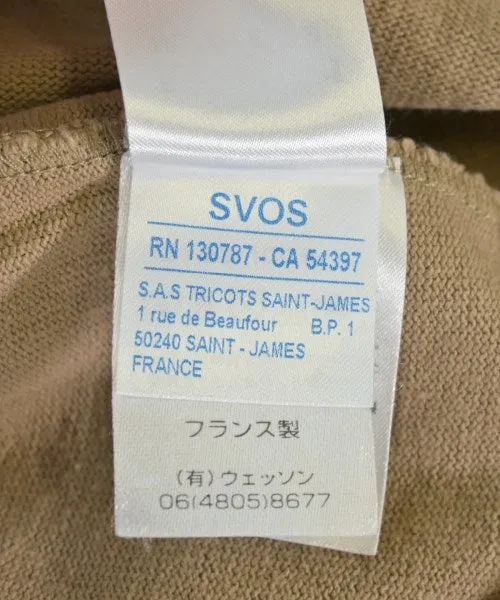 SVOS
RN 130787 - CA 54397
S.A.S TRICOTS SAINT-JAMES
1 rue de Beaufour B.P. 1
50240 SAINT - JAMES
FRANCE
フランス製
(有)ウェッソン
06(4805)8677